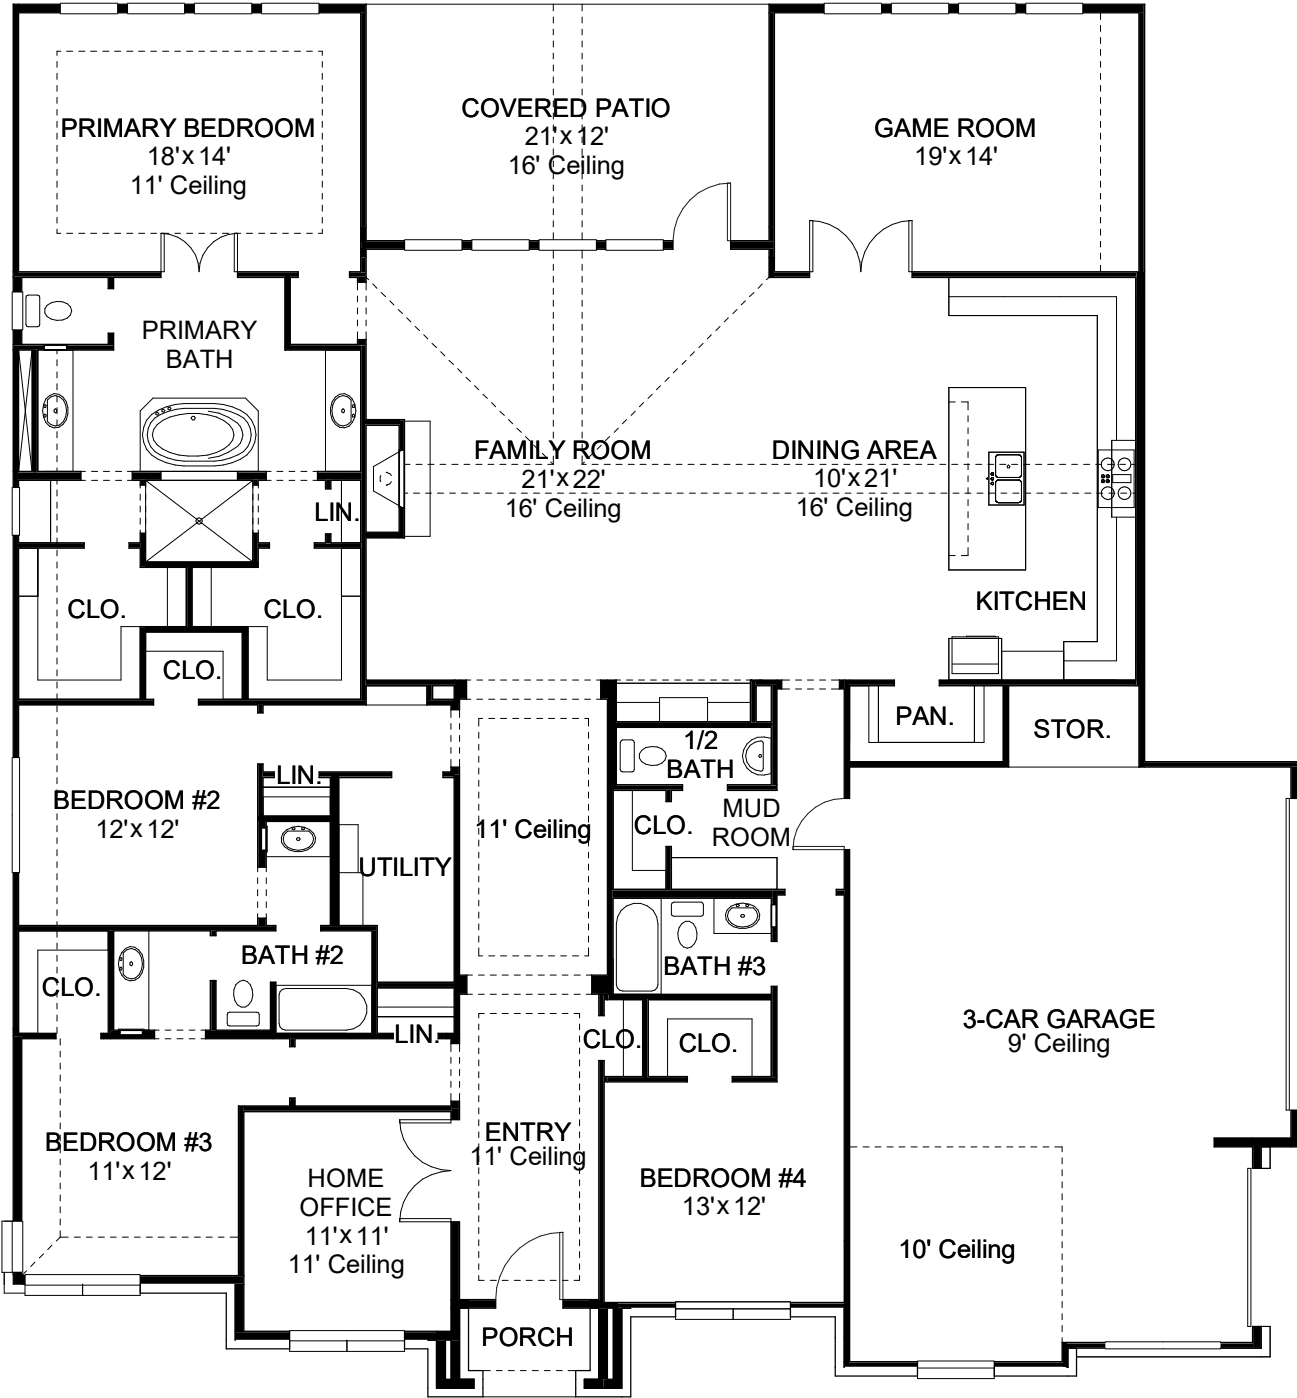 PRIMARY BEDROOM
18'x 14'
11' Ceiling
COVERED PATIO
21'x 12'
16' Ceiling
GAME ROOM
19'x 14'
PRIMARY
BATH
FAMILY ROOM
21'x 22'
16' Ceiling
DINING AREA
10'x 21'
16' Ceiling
LIN.
KITCHEN
CLO.
CLO.
CLO.
PAN.
STOR.
1/2
BATH
BEDROOM #2
12'x 12'
LIN.
11' Ceiling
CLO.
MUD
ROOM
UTILITY
BATH #2
BATH #3
CLO.
LIN.
CLO.
CLO.
3-CAR GARAGE
9' Ceiling
BEDROOM #3
11'x 12'
ENTRY
11' Ceiling
HOME
OFFICE
11'x 11'
11' Ceiling
BEDROOM #4
13'x 12'
10' Ceiling
PORCH